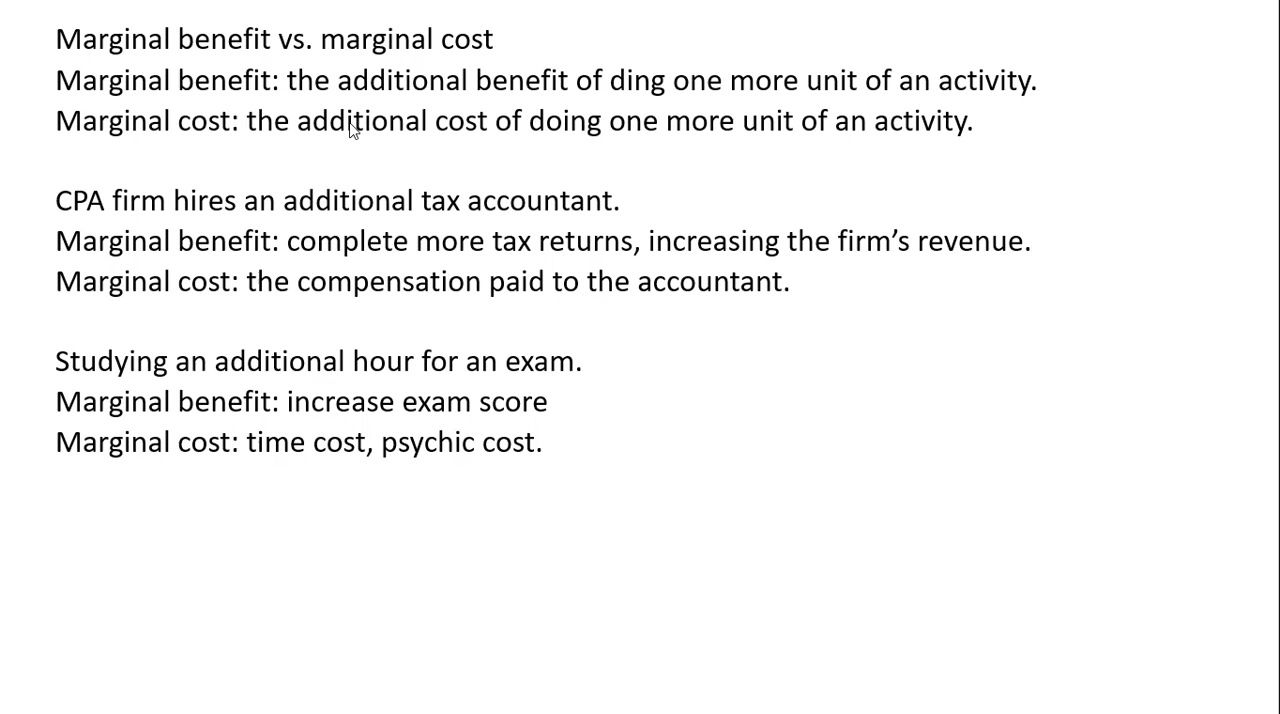 Marginal benefit vs. marginal cost
Marginal benefit: the additional benefit of ding one more unit of an activity.
Marginal cost: the additional cost of doing one more unit of an activity.
CPA firm hires an additional tax accountant.
Marginal benefit: complete more tax returns, increasing the firm’s revenue.
Marginal cost: the compensation paid to the accountant.
Studying an additional hour for an exam.
Marginal benefit: increase exam score
Marginal cost: time cost, psychic cost.